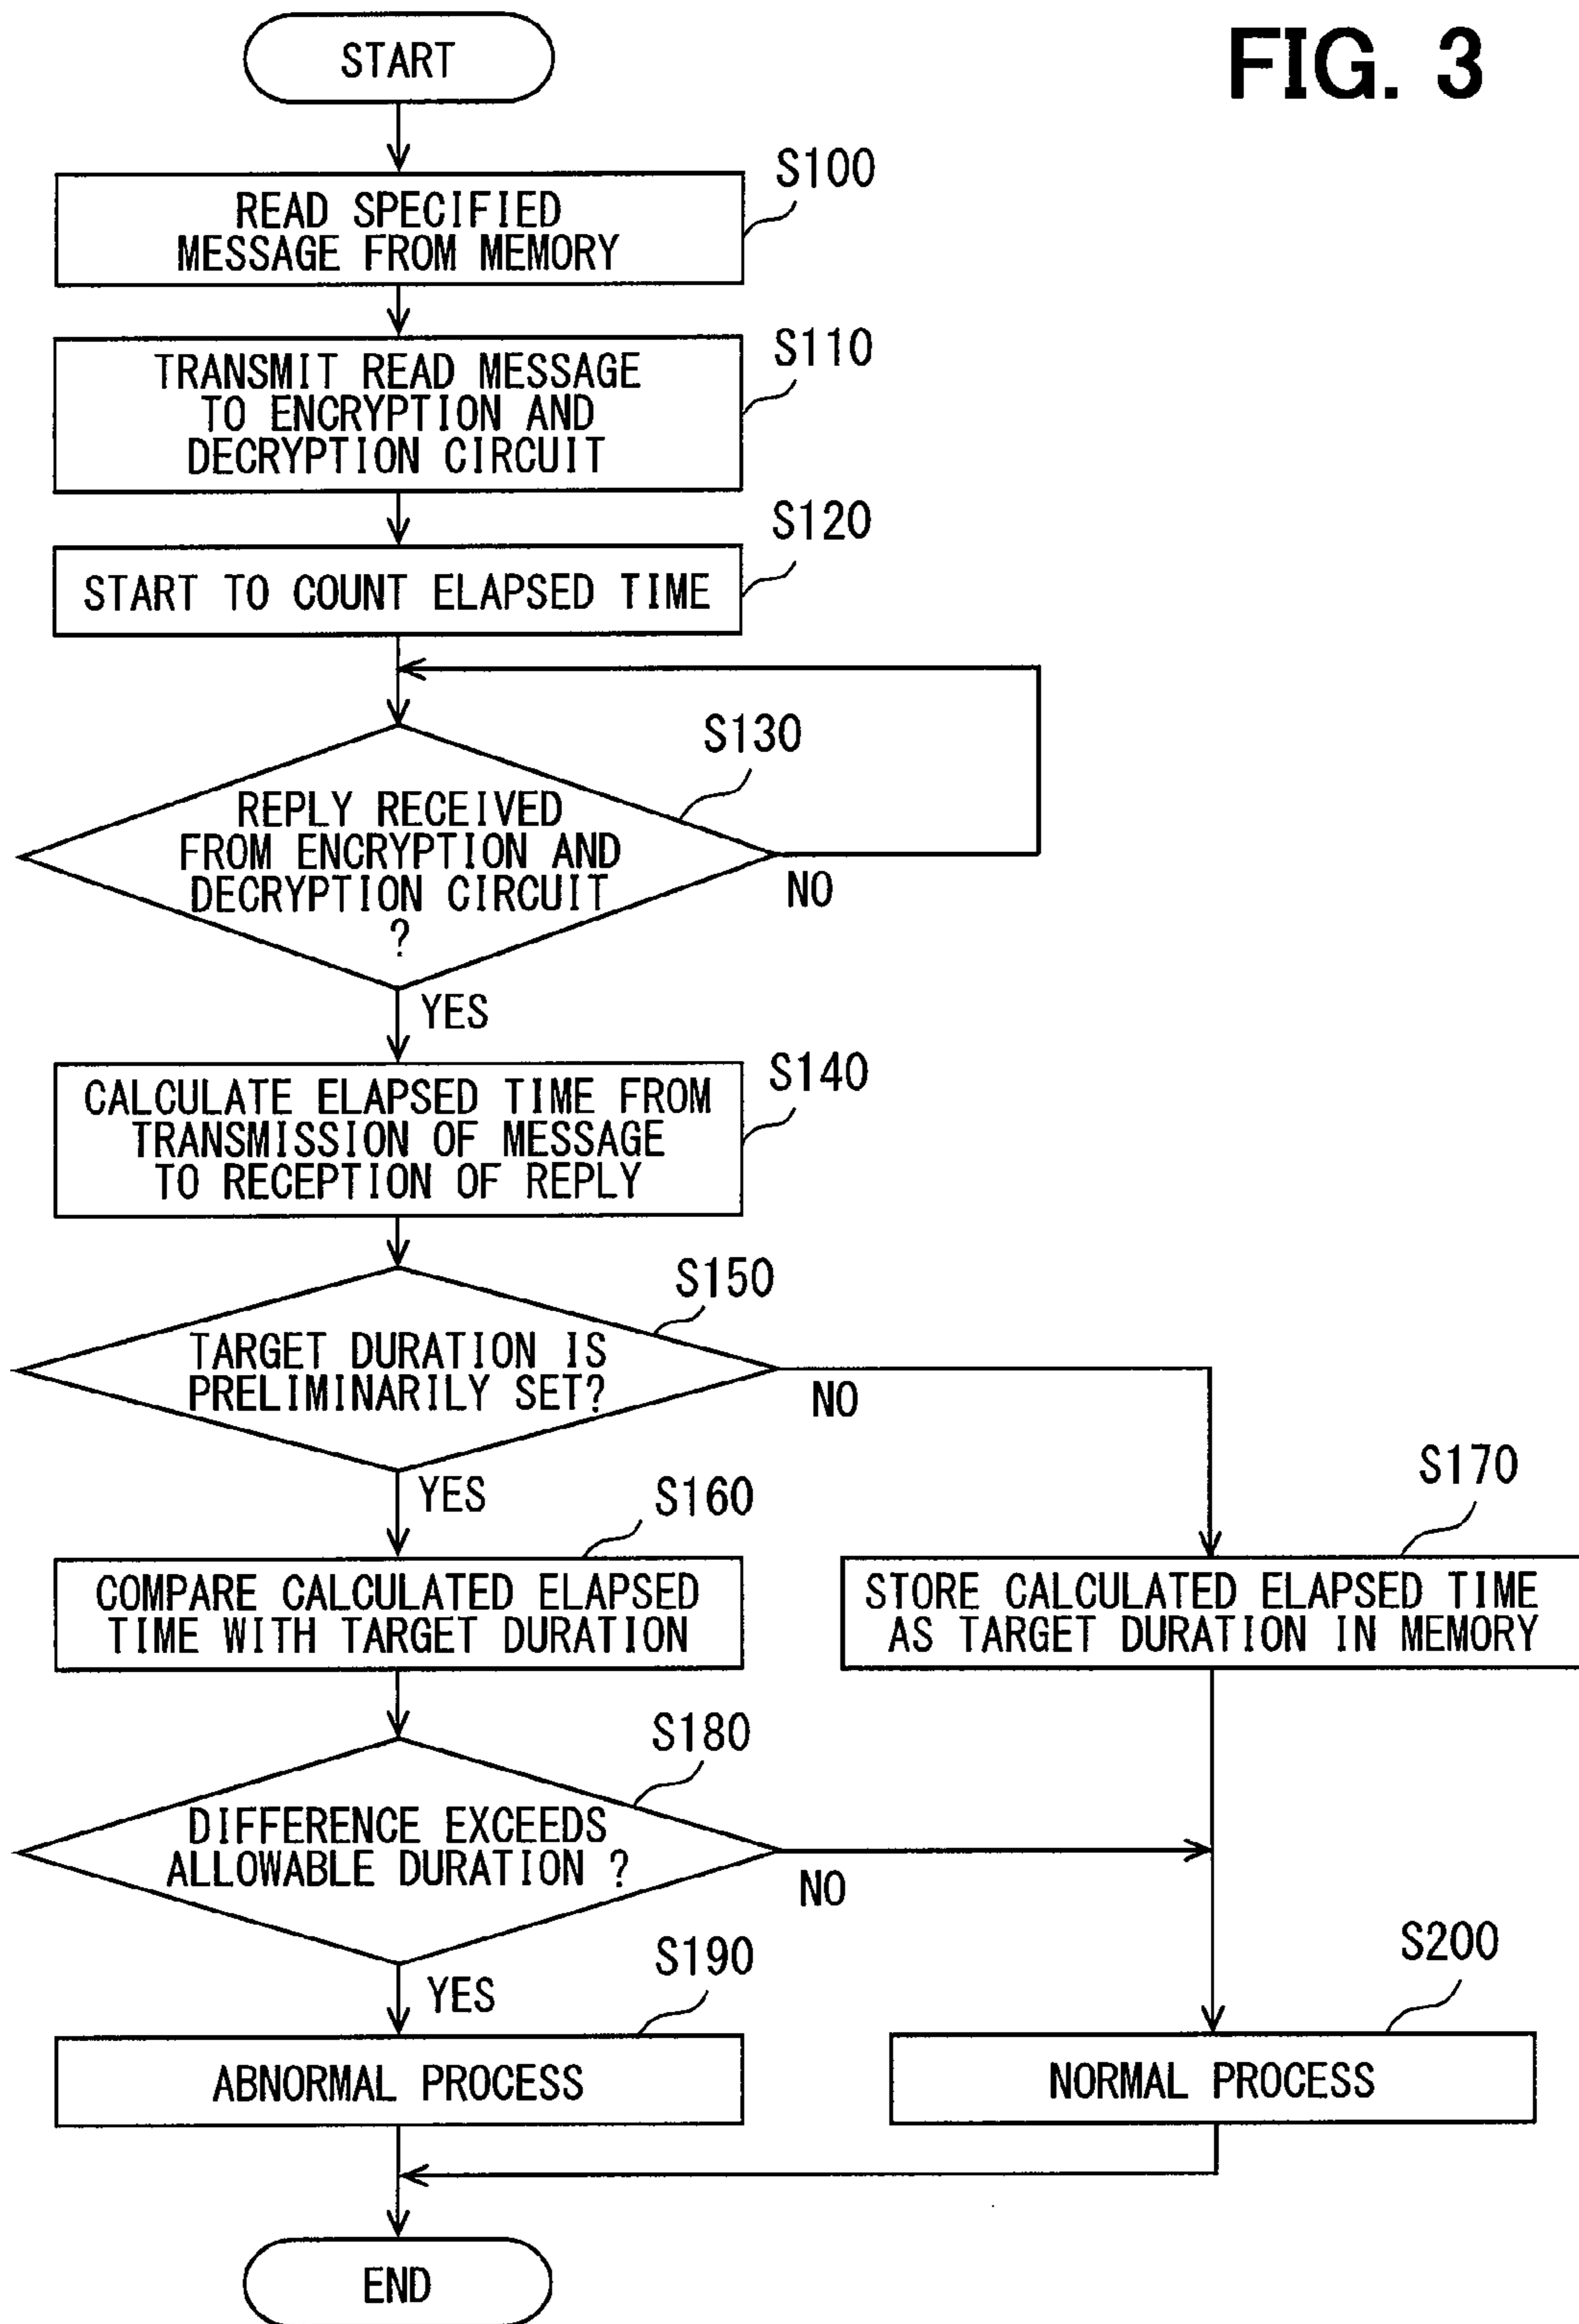 FIG. 3
START
S100
READ SPECIFIED
MESSAGE FROM MEMORY
S110
TRANSMIT READ MESSAGE
TO ENCRYPTION AND
DECRYPTION CIRCUIT
S120
START TO COUNT ELAPSED TIME
S130
REPLY RECEIVED
FROM ENCRYPTION AND
DECRYPTION CIRCUIT
?
NO
YES
S140
CALCULATE ELAPSED TIME FROM
TRANSMISSION OF MESSAGE
TO RECEPTION OF REPLY
S150
TARGET DURATION IS
PRELIMINARILY SET?
NO
YES
S160
COMPARE CALCULATED ELAPSED
TIME WITH TARGET DURATION
S170
STORE CALCULATED ELAPSED TIME
AS TARGET DURATION IN MEMORY
S180
DIFFERENCE EXCEEDS
ALLOWABLE DURATION ?
NO
YES
S190
ABNORMAL PROCESS
S200
NORMAL PROCESS
END